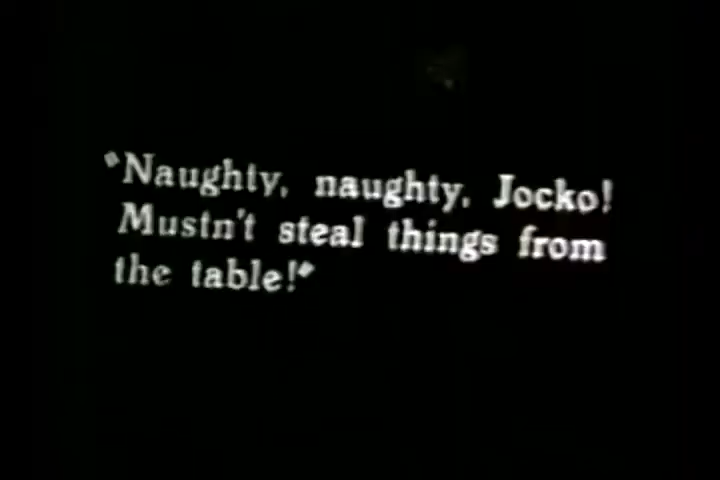 "Naughty, naughty, Jocko!
Mustn't steal things from
the table!"